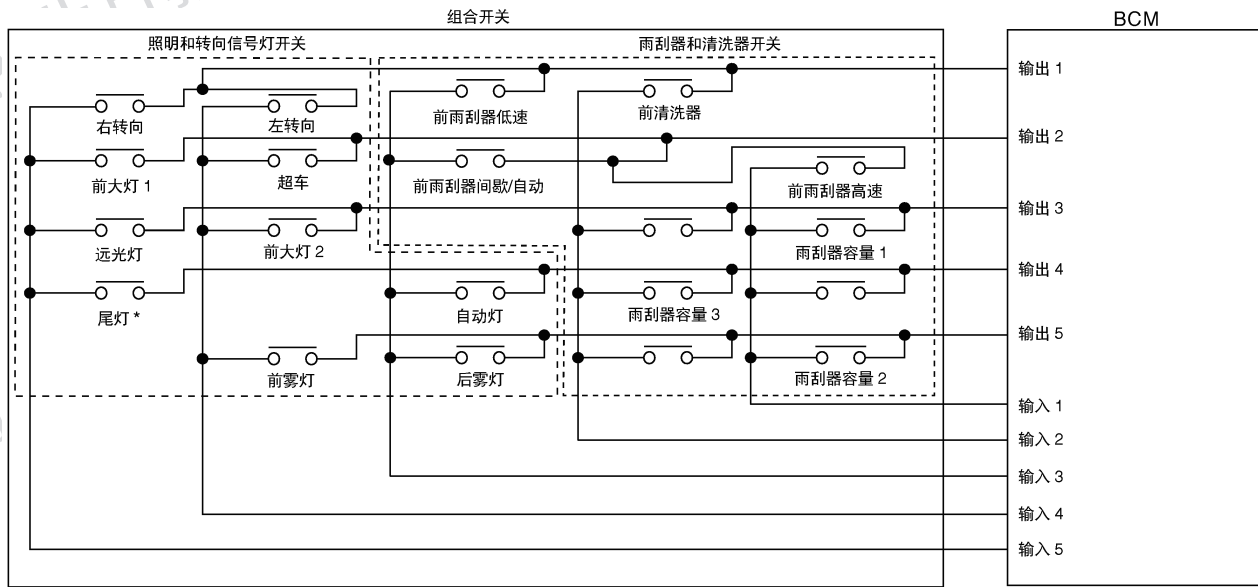 组合开关
BCM
照明和转向信号灯开关
雨刮器和清洗器开关
输出 1
右转向
左转向
前雨刮器低速
前清洗器
输出 2
前大灯 1
超车
前雨刮器间歇/自动
前雨刮器高速
输出 3
远光灯
前大灯 2
雨刮器容量 1
输出 4
尾灯 *
自动灯
雨刮器容量 3
输出 5
前雾灯
后雾灯
雨刮器容量 2
输入 1
输入 2
输入 3
输入 4
输入 5